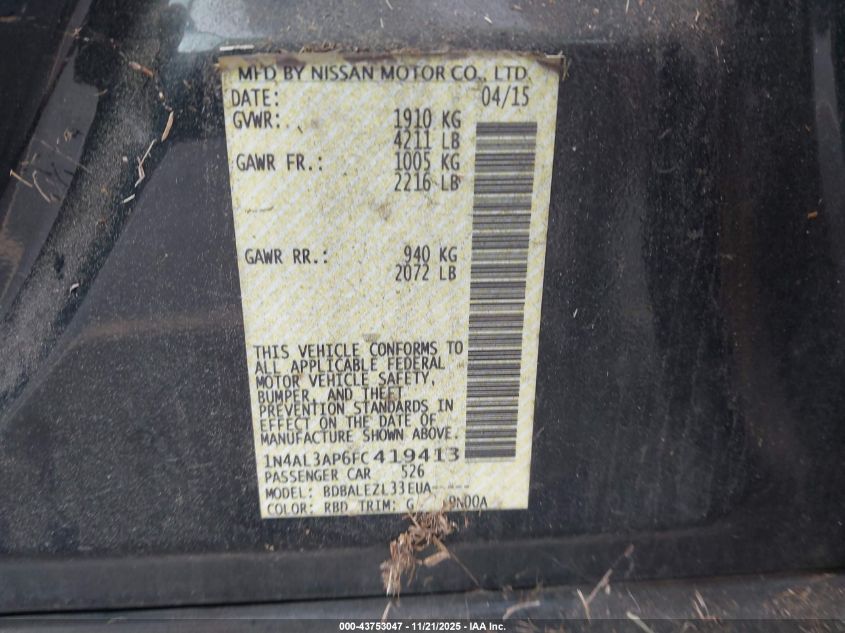 MFD BY NISSAN MOTOR CO., LTD.
DATE: 04/15
GVWR: 1910 KG
4211 LB
GAWR FR.: 1005 KG
2216 LB
GAWR RR.: 940 KG
2072 LB
THIS VEHICLE CONFORMS TO
ALL APPLICABLE FEDERAL
MOTOR VEHICLE SAFETY,
BUMPER, AND THEFT
PREVENTION STANDARDS IN
EFFECT ON THE DATE OF
MANUFACTURE SHOWN ABOVE.
1N4AL3AP6FC419413
PASSENGER CAR 526
MODEL: BDBALEZL33EUA-----
COLOR: RBD TRIM: G
000-43753047 - 11/21/2025 - IAA Inc.